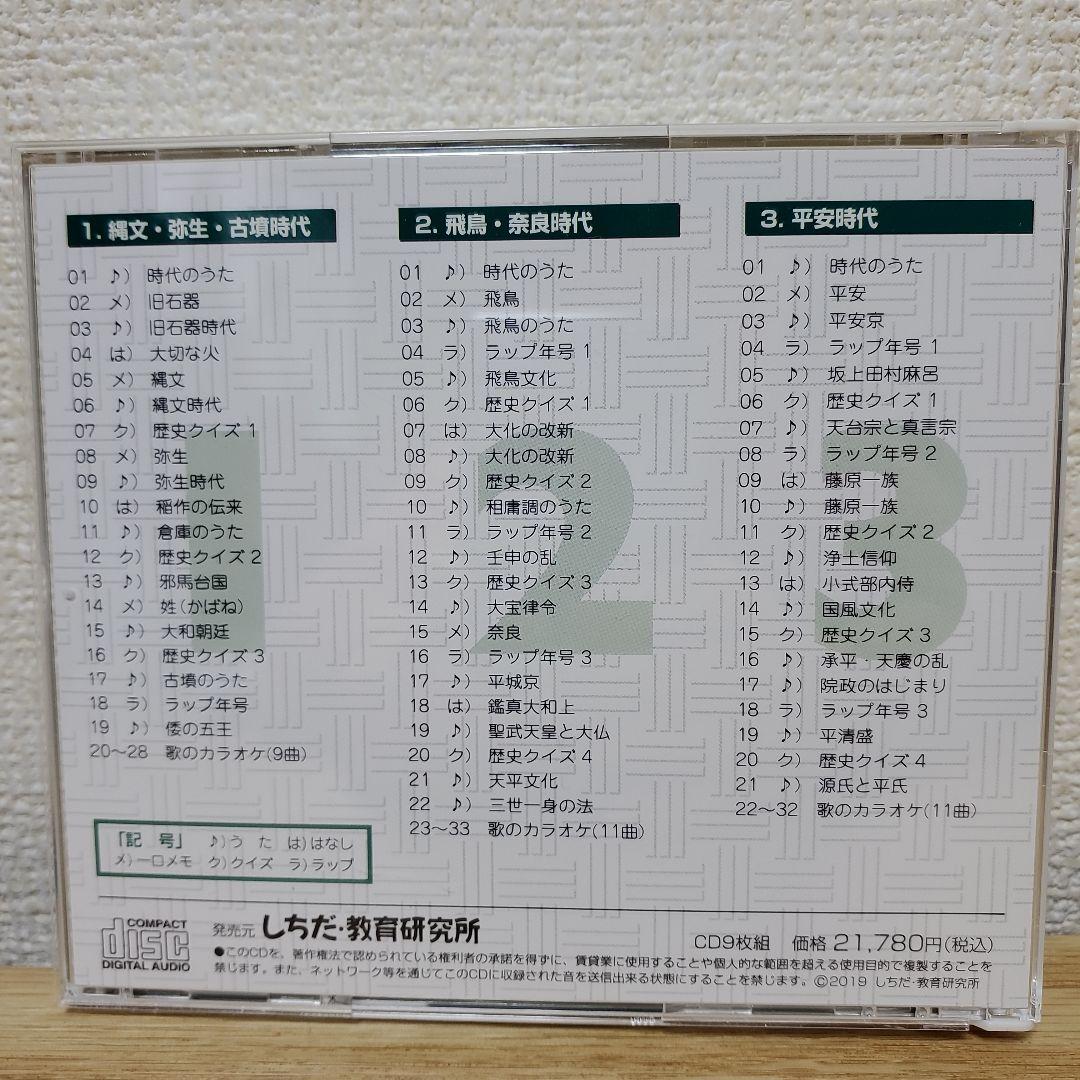 1. 縄文・弥生・古墳時代
01 ♪) 時代のうた
02 メ) 旧石器
03 ♪) 旧石器時代
04 は) 大切な火
05 メ) 縄文
06 ♪) 縄文時代
07 ク) 歴史クイズ 1
08 メ) 弥生
09 ♪) 弥生時代
10 は) 稲作の伝来
11 ♪) 倉庫のうた
12 ク) 歴史クイズ 2
13 ♪) 邪馬台国
14 メ) 姓(かばね)
15 ♪) 大和朝廷
16 ク) 歴史クイズ 3
17 ♪) 古墳のうた
18 ラ) ラップ年号
19 ♪) 倭の五王
20〜28 歌のカラオケ(9曲)
「記 号」 ♪)う た は)はなし
メ)一口メモ ク)クイズ ラ)ラップ
2. 飛鳥・奈良時代
01 ♪) 時代のうた
02 メ) 飛鳥
03 ♪) 飛鳥のうた
04 ラ) ラップ年号 1
05 ♪) 飛鳥文化
06 ク) 歴史クイズ 1
07 は) 大化の改新
08 ♪) 大化の改新
09 ク) 歴史クイズ 2
10 ♪) 租庸調のうた
11 ラ) ラップ年号 2
12 ♪) 壬申の乱
13 ク) 歴史クイズ 3
14 ♪) 大宝律令
15 メ) 奈良
16 ラ) ラップ年号 3
17 ♪) 平城京
18 は) 鑑真大和上
19 ♪) 聖武天皇と大仏
20 ク) 歴史クイズ 4
21 ♪) 天平文化
22 ♪) 三世一身の法
23〜33 歌のカラオケ(11曲)
3. 平安時代
01 ♪) 時代のうた
02 メ) 平安
03 ♪) 平安京
04 ラ) ラップ年号 1
05 ♪) 坂上田村麻呂
06 ク) 歴史クイズ 1
07 ♪) 天台宗と真言宗
08 ラ) ラップ年号 2
09 は) 藤原一族
10 ♪) 藤原一族
11 ク) 歴史クイズ 2
12 ♪) 浄土信仰
13 は) 小式部内侍
14 ♪) 国風文化
15 ク) 歴史クイズ 3
16 ♪) 承平・天慶の乱
17 ♪) 院政のはじまり
18 ラ) ラップ年号 3
19 ♪) 平清盛
20 ク) 歴史クイズ 4
21 ♪) 源氏と平氏
22〜32 歌のカラオケ(11曲)
1 2 3
COMPACT
disc
DIGITAL AUDIO
発売元 しちだ・教育研究所
CD9枚組 価格 21,780円(税込)
●このCDを、著作権法で認められている権利者の承諾を得ずに、賃貸業に使用することや個人的な範囲を超える使用目的で複製することを
禁じます。また、ネットワーク等を通じてこのCDに収録された音を送信出来る状態にすることを禁じます。©2019 しちだ・教育研究所